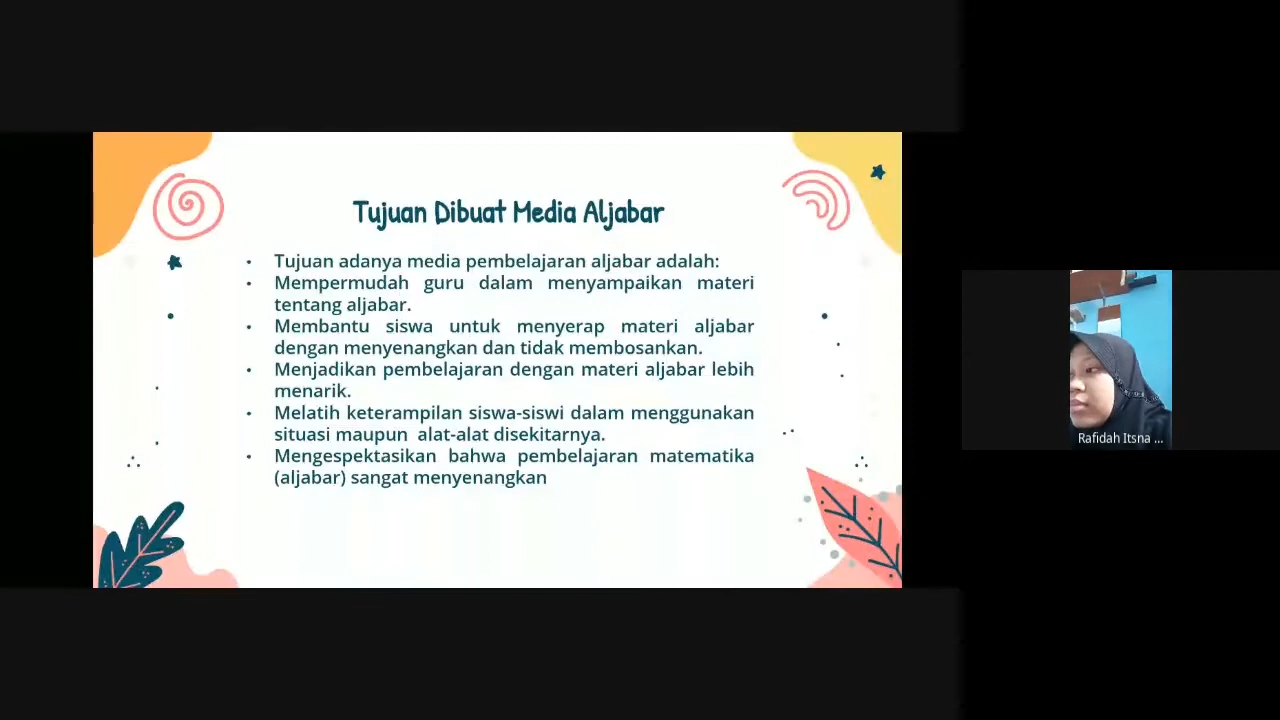 Tujuan Dibuat Media Aljabar
• Tujuan adanya media pembelajaran aljabar adalah:
• Mempermudah guru dalam menyampaikan materi
tentang aljabar.
• Membantu siswa untuk menyerap materi aljabar
dengan menyenangkan dan tidak membosankan.
• Menjadikan pembelajaran dengan materi aljabar lebih
menarik.
• Melatih keterampilan siswa-siswi dalam menggunakan
situasi maupun alat-alat disekitarnya.
• Mengespektasikan bahwa pembelajaran matematika
(aljabar) sangat menyenangkan
Rafidah Itsna ...